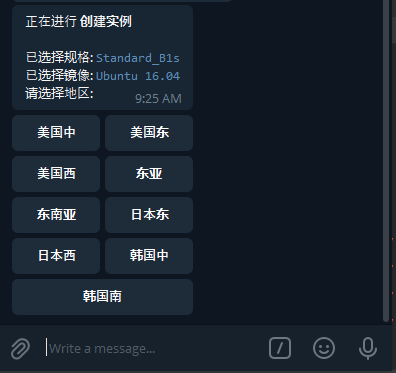 正在进行 创建实例
已选择规格: Standard_B1s
已选择镜像: Ubuntu 16.04
请选择地区:
9:25 AM
美国中
美国东
美国西
东亚
东南亚
日本东
日本西
韩国中
韩国南
Write a message...